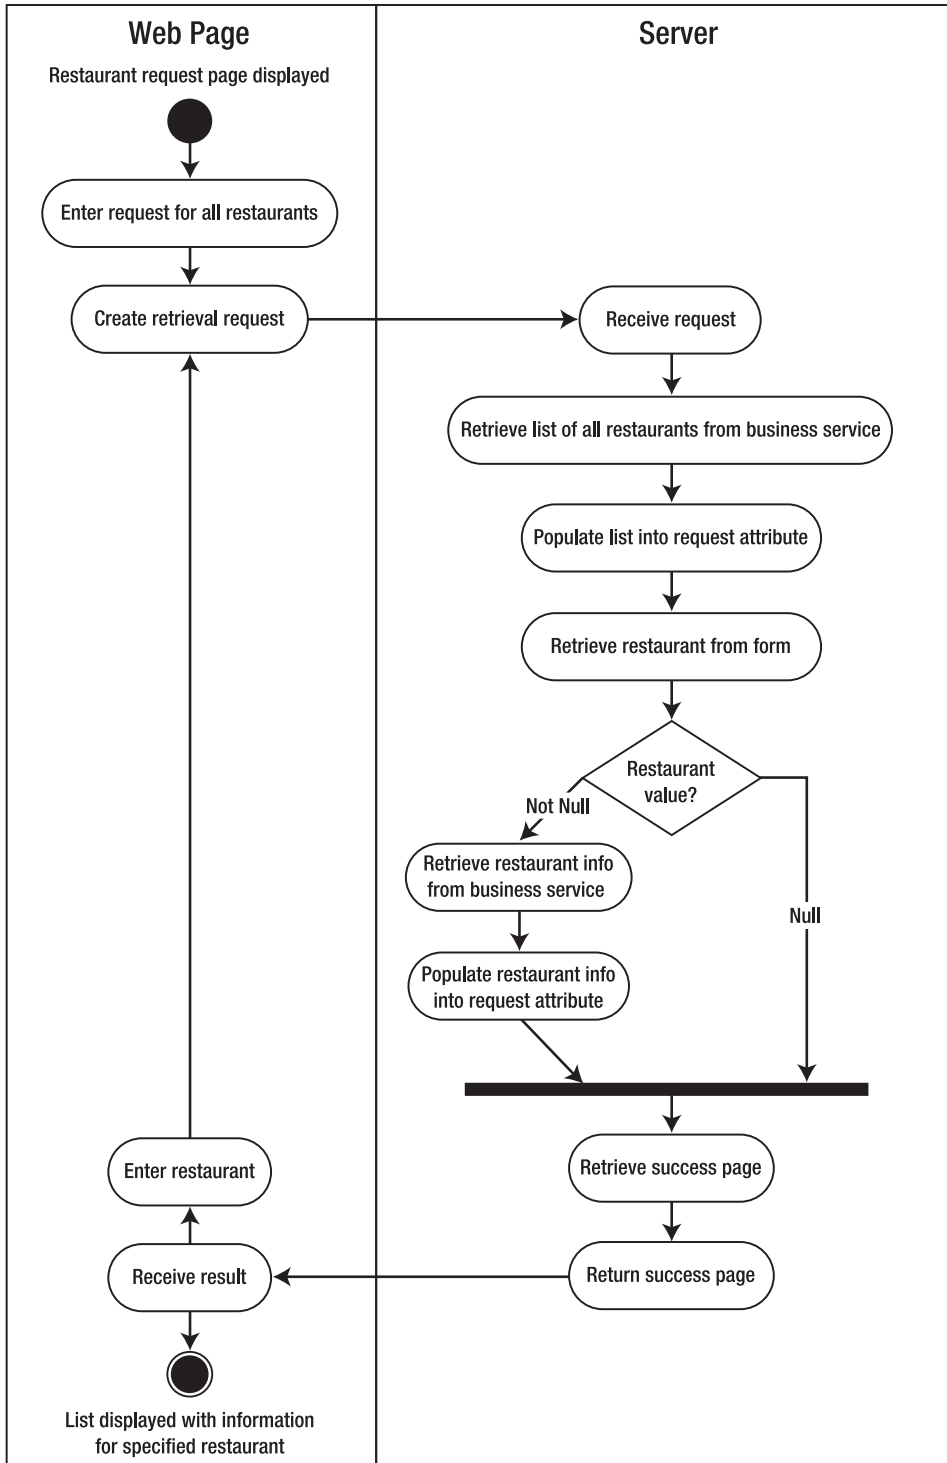 Web Page
Server
Restaurant request page displayed
Enter request for all restaurants
Create retrieval request
Receive request
Retrieve list of all restaurants from business service
Populate list into request attribute
Retrieve restaurant from form
Restaurant
value?
Not Null
Retrieve restaurant info
from business service
Null
Populate restaurant info
into request attribute
Enter restaurant
Retrieve success page
Receive result
Return success page
List displayed with information
for specified restaurant